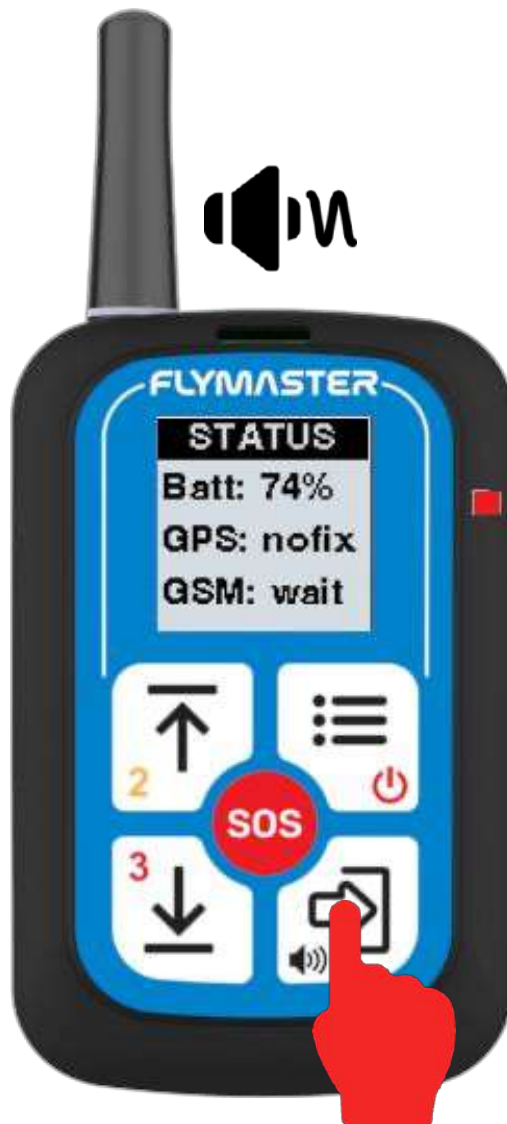 FLYMASTER
STATUS
Batt: 74%
GPS: nofix
GSM: wait
2
SOS
3